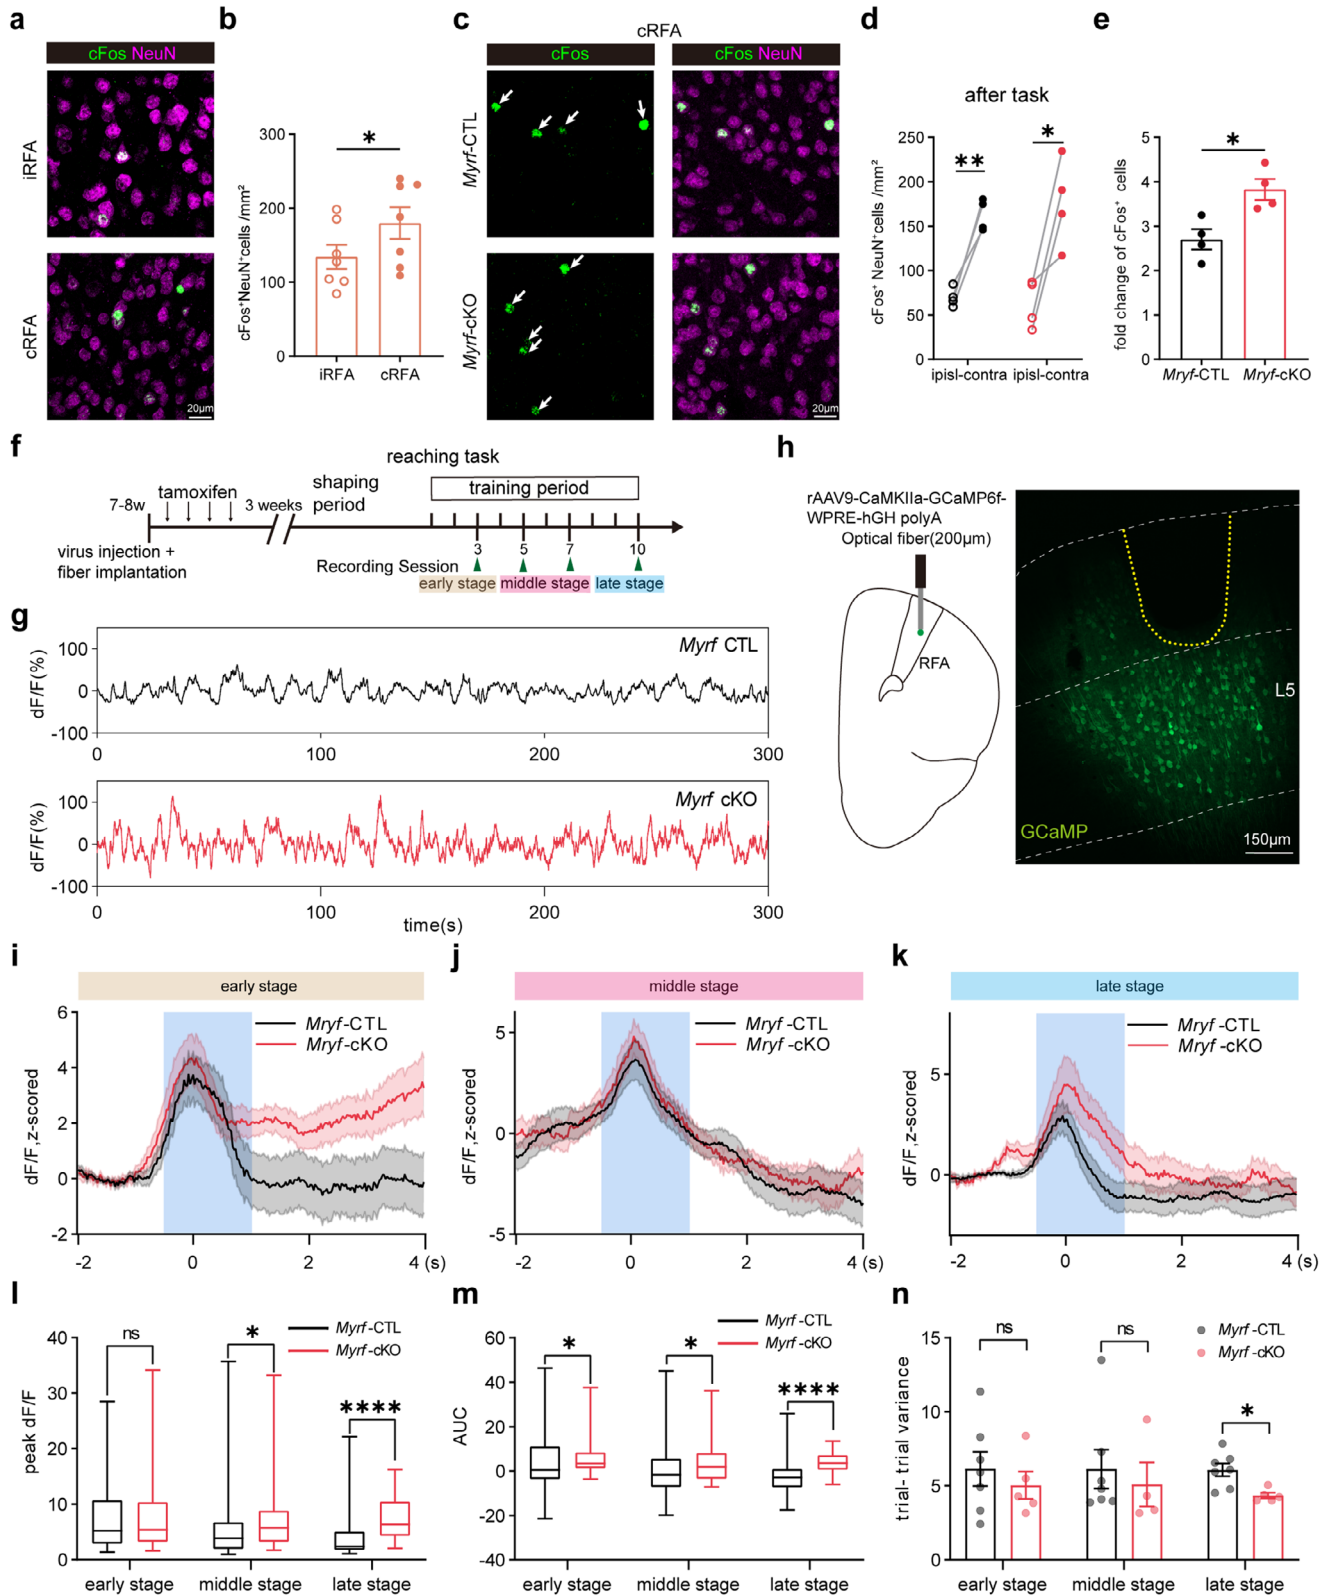 a
cFos NeuN
iRFA
cRFA
20μm
b
cFos⁺NeuN⁺cells /mm²
300
200
100
0
*
iRFA
cRFA
c
cRFA
cFos
cFos NeuN
Myrf-CTL
Myrf-cKO
20μm
d
after task
cFos⁺ NeuN⁺cells /mm²
250
200
150
100
50
0
**
*
ipisl-contra
ipisl-contra
e
fold change of cFos⁺ cells
5
4
3
2
1
0
*
Mryf-CTL
Mryf-cKO
f
reaching task
7-8w
tamoxifen
3 weeks
shaping
period
training period
virus injection +
fiber implantation
Recording Session
3
5
7
10
early stage
middle stage
late stage
g
Myrf CTL
dF/F(%)
100
0
-100
0
100
200
300
Myrf cKO
dF/F(%)
100
0
-100
0
100
200
300
time(s)
h
rAAV9-CaMKIIa-GCaMP6f-
WPRE-hGH polyA
Optical fiber(200μm)
RFA
L5
GCaMP
150μm
i
early stage
Mryf-CTL
Mryf-cKO
dF/F,z-scored
6
4
2
0
-2
-2
0
2
4 (s)
j
middle stage
Mryf-CTL
Mryf-cKO
dF/F,z-scored
5
0
-5
-2
0
2
4 (s)
k
late stage
Mryf-CTL
Mryf-cKO
dF/F,z-scored
5
0
-2
0
2
4 (s)
l
Myrf-CTL
Myrf-cKO
peak dF/F
40
30
20
10
0
ns
*
****
early stage
middle stage
late stage
m
Myrf-CTL
Myrf-cKO
AUC
60
40
20
0
-20
-40
*
*
****
early stage
middle stage
late stage
n
Myrf-CTL
Myrf-cKO
trial- trial variance
15
10
5
0
ns
ns
*
early stage
middle stage
late stage